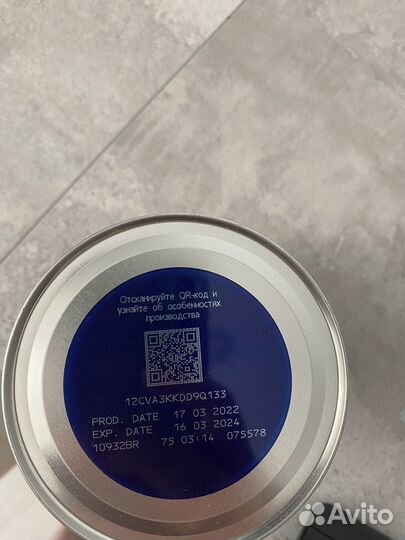 Отсканируйте QR-код и
узнайте об особенностях
производства
12CVA3KKDD9Q133
PROD. DATE 17 03 2022
EXP. DATE 16 03 2024
10932BR 75 03:14 075578
Avito